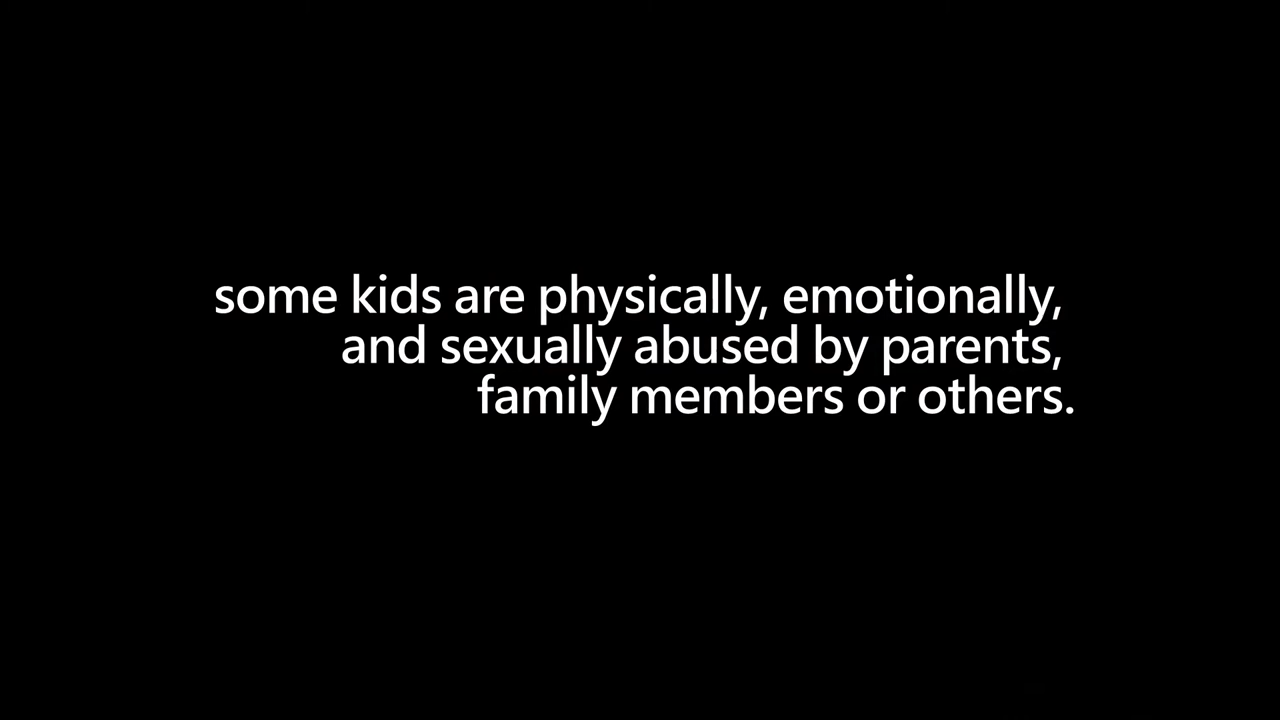 some kids are physically, emotionally,
and sexually abused by parents,
family members or others.